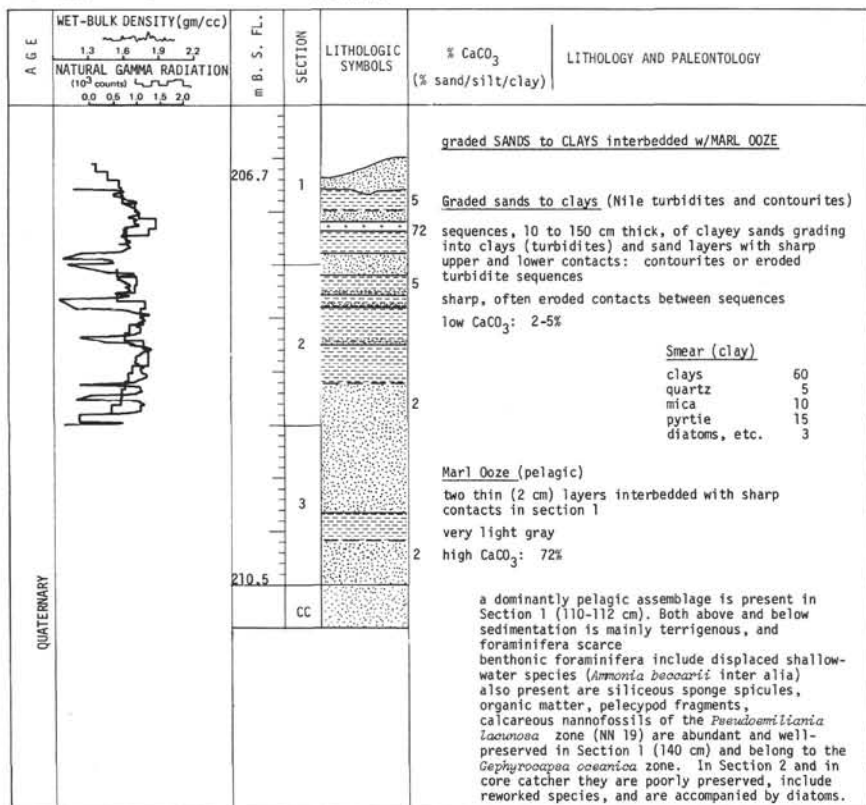 AGE
WET-BULK DENSITY(gm/cc)
1.3 1.6 1.9 2.2
NATURAL GAMMA RADIATION
(10³ counts)
0.0 0.5 1.0 1.5 2.0
m B. S. FL.
SECTION
LITHOLOGIC
SYMBOLS
% CaCO₃
(% sand/silt/clay)
LITHOLOGY AND PALEONTOLOGY
QUATERNARY
206.7
210.5
1
2
3
CC
5
72
5
2
2
graded SANDS to CLAYS interbedded w/MARL OOZE
Graded sands to clays (Nile turbidites and contourites)
sequences, 10 to 150 cm thick, of clayey sands grading
into clays (turbidites) and sand layers with sharp
upper and lower contacts: contourites or eroded
turbidite sequences
sharp, often eroded contacts between sequences
low CaCO₃: 2-5%
Smear (clay)
clays 60
quartz 5
mica 10
pyrtie 15
diatoms, etc. 3
Marl Ooze (pelagic)
two thin (2 cm) layers interbedded with sharp
contacts in section 1
very light gray
high CaCO₃: 72%
a dominantly pelagic assemblage is present in
Section 1 (110-112 cm). Both above and below
sedimentation is mainly terrigenous, and
foraminifera scarce
benthonic foraminifera include displaced shallow-
water species (Ammonia beccarii inter alia)
also present are siliceous sponge spicules,
organic matter, pelecypod fragments,
calcareous nannofossils of the Pseudoemiliania
lacunosa zone (NN 19) are abundant and well-
preserved in Section 1 (140 cm) and belong to the
Gephyrocapsa oceanica zone. In Section 2 and in
core catcher they are poorly preserved, include
reworked species, and are accompanied by diatoms.